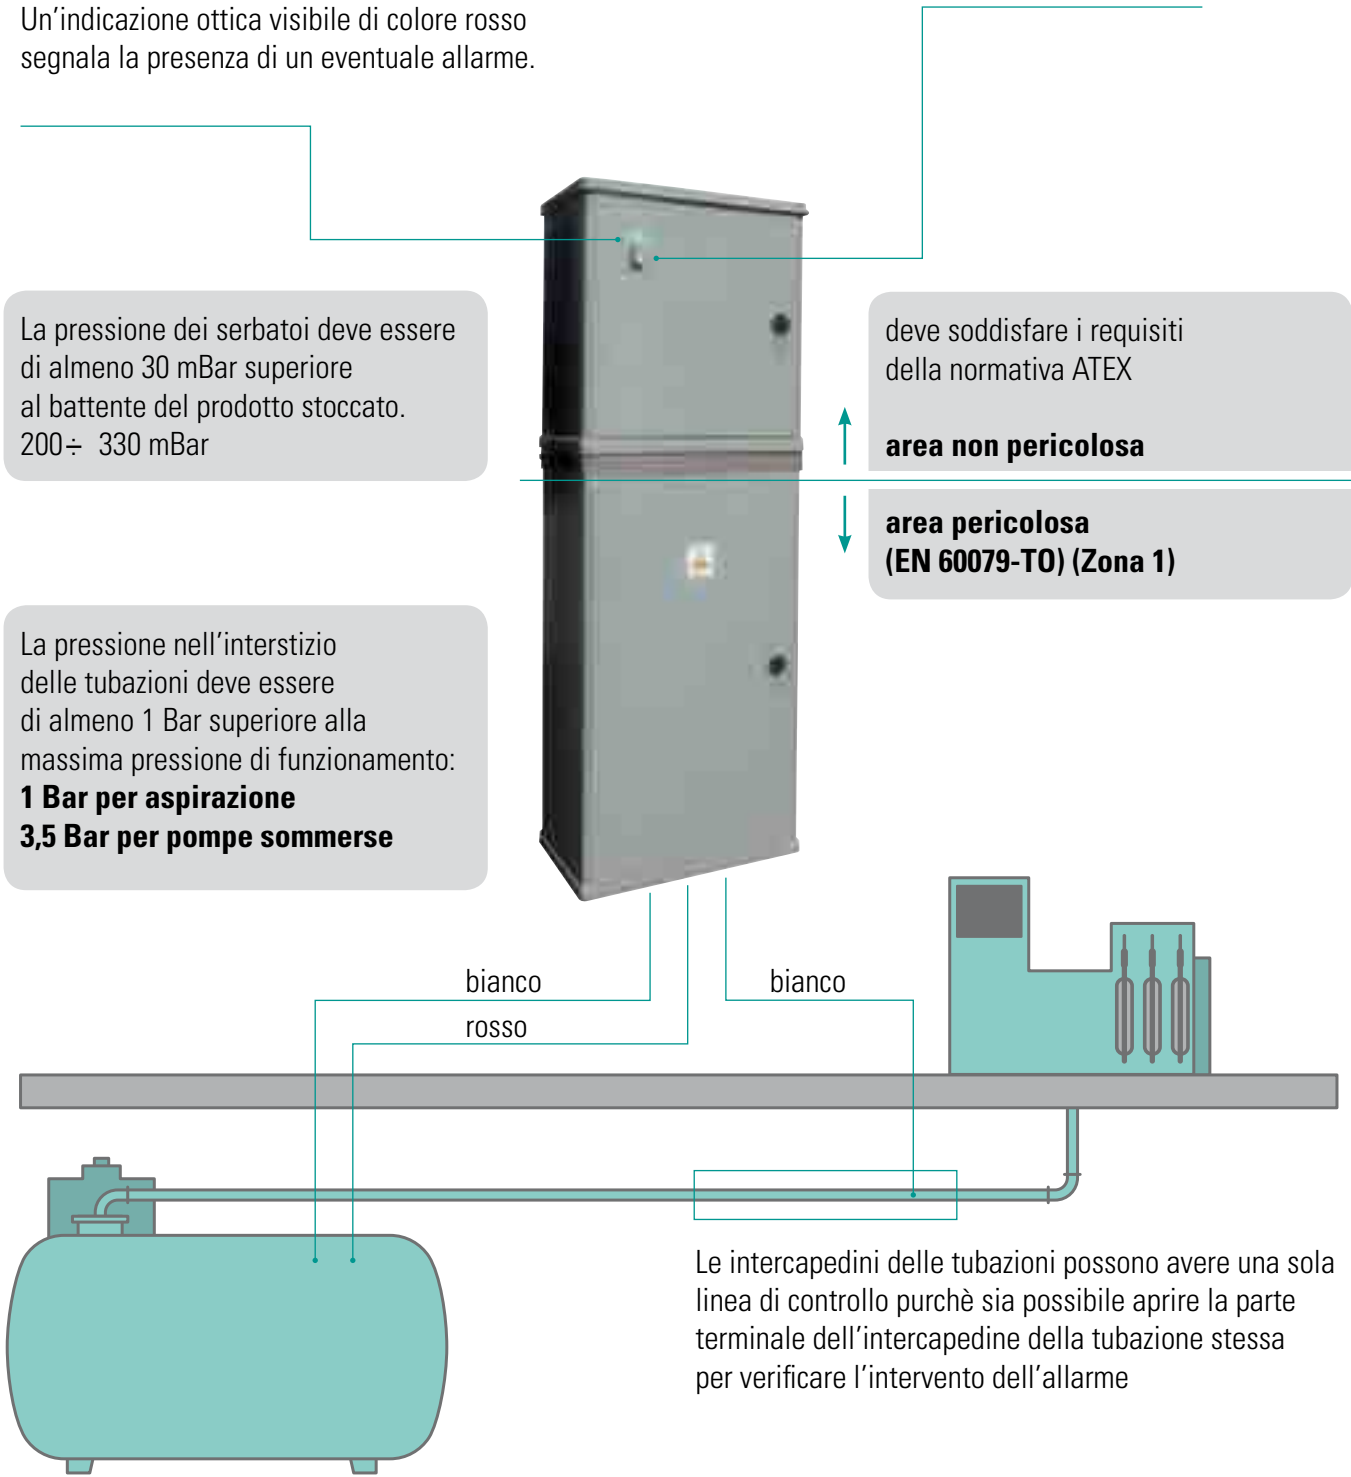 Un'indicazione ottica visibile di colore rosso
segnala la presenza di un eventuale allarme.
La pressione dei serbatoi deve essere
di almeno 30 mBar superiore
al battente del prodotto stoccato.
200÷ 330 mBar
deve soddisfare i requisiti
della normativa ATEX
area non pericolosa
area pericolosa
(EN 60079-TO) (Zona 1)
La pressione nell'interstizio
delle tubazioni deve essere
di almeno 1 Bar superiore alla
massima pressione di funzionamento:
1 Bar per aspirazione
3,5 Bar per pompe sommerse
bianco
bianco
rosso
Le intercapedini delle tubazioni possono avere una sola
linea di controllo purchè sia possibile aprire la parte
terminale dell'intercapedine della tubazione stessa
per verificare l'intervento dell'allarme